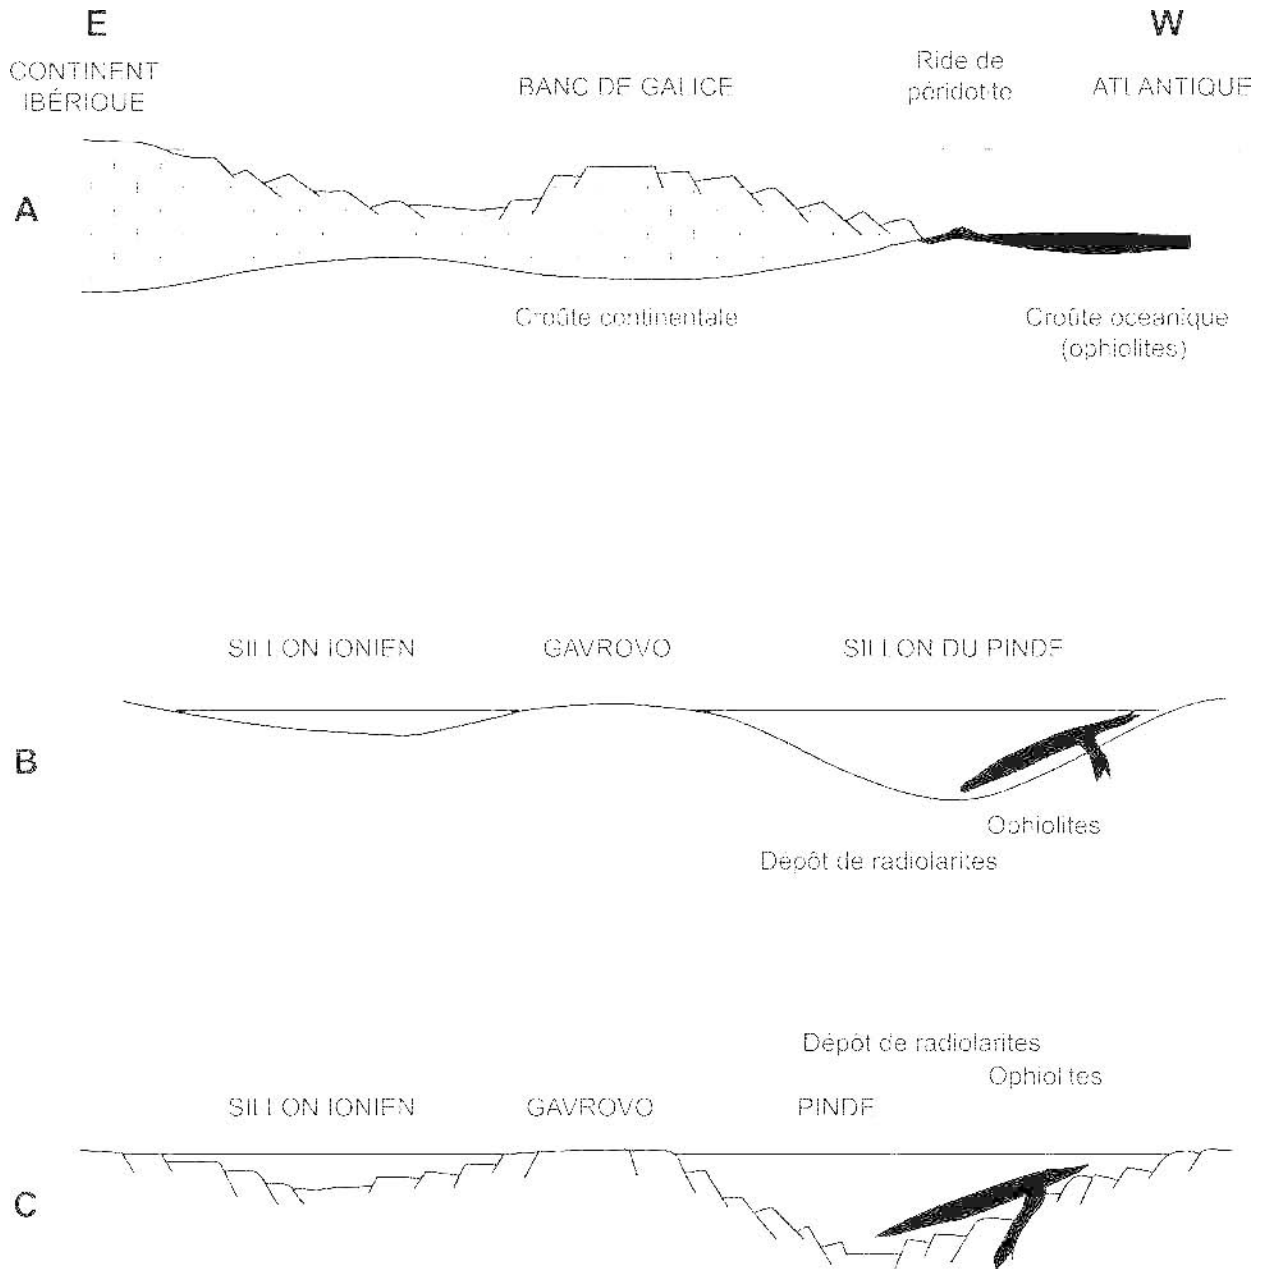 E
W
CONTINENT
IBÉRIQUE
BANC DE GALICE
Ride de
péridotite
ATLANTIQUE
A
Croûte continentale
Croûte océanique
(ophiolites)
SILLON IONIEN
GAVROVO
SILLON DU PINDE
B
Ophiolites
Dépôt de radiolarites
Dépôt de radiolarites
Ophiolites
SILLON IONIEN
GAVROVO
PINDE
C